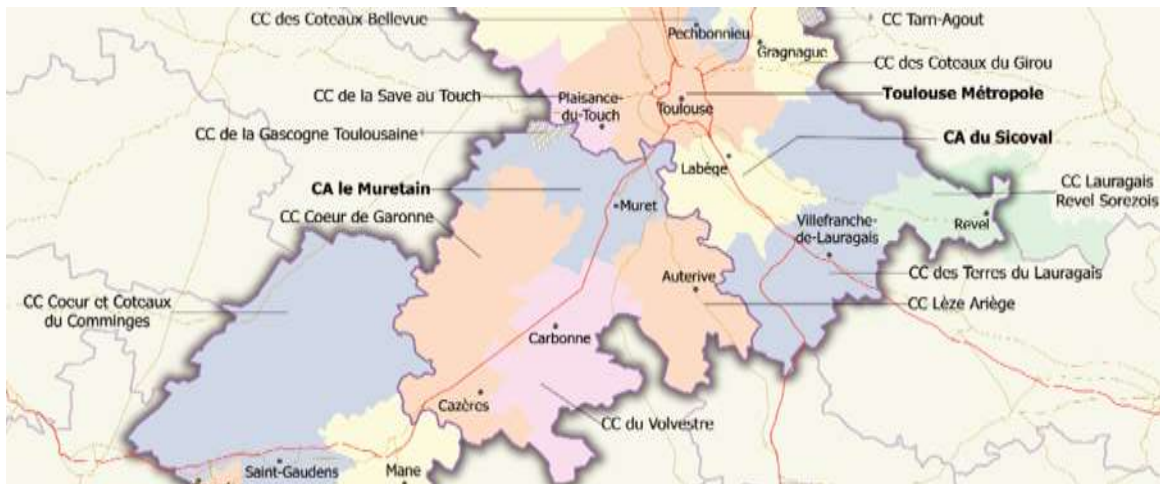 CC des Coteaux Bellevue
CC Tarn-Agout
Pechbonnieu
Gragnague
CC des Coteaux du Girou
CC de la Save au Touch
Plaisance-
du-Touch
Toulouse
Toulouse Métropole
CC de la Gascogne Toulousaine
CA du Sicoval
Labège
CA le Muretain
CC Lauragais
Revel Sorezois
Muret
CC Coeur de Garonne
Villefranche-
de-Lauragais
Revel
Auterive
CC des Terres du Lauragais
CC Coeur et Coteaux
du Comminges
CC Lèze Ariège
Carbonne
Cazères
CC du Volvestre
Saint-Gaudens
Mane